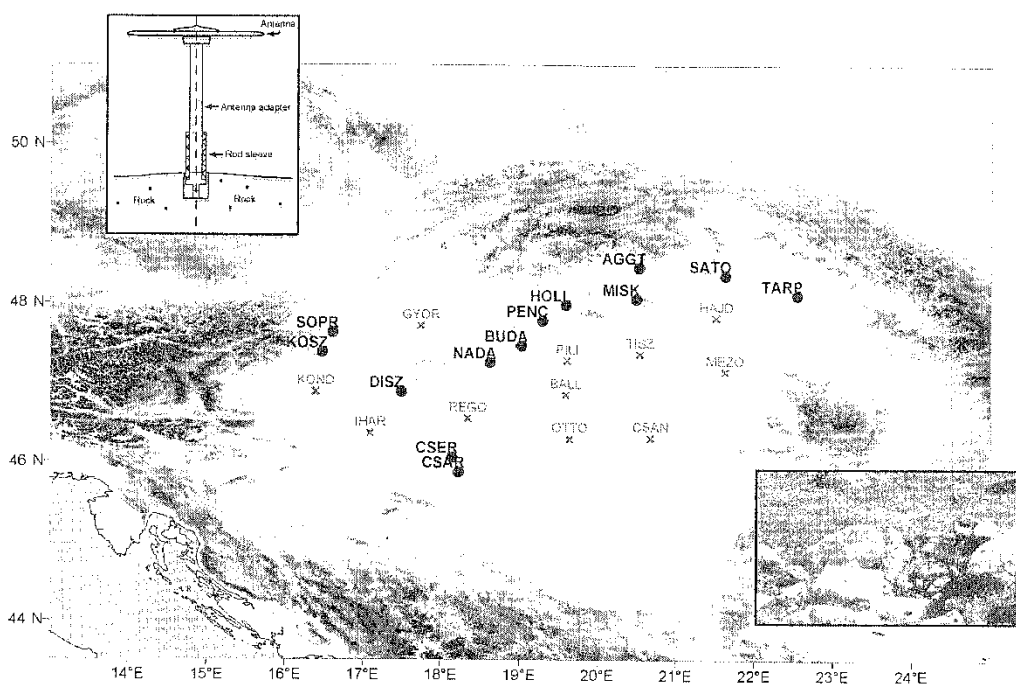 Antenna
Antenna adapter
Rod sleeve
Rock
Rock
50 N
48 N
46 N
44 N
AGGT
SATO
MISK
TARP
HOLL
HAJD
PENC
GYOR
SOPR
BUDA
KOSZ
TISZ
PILI
NADA
MEZO
KOND
DISZ
BALL
REGO
IHAR
OTTO
CSAN
CSER
CSAR
14°E
15°E
16°E
17°E
18°E
19°E
20°E
21°E
22°E
23°E
24°E